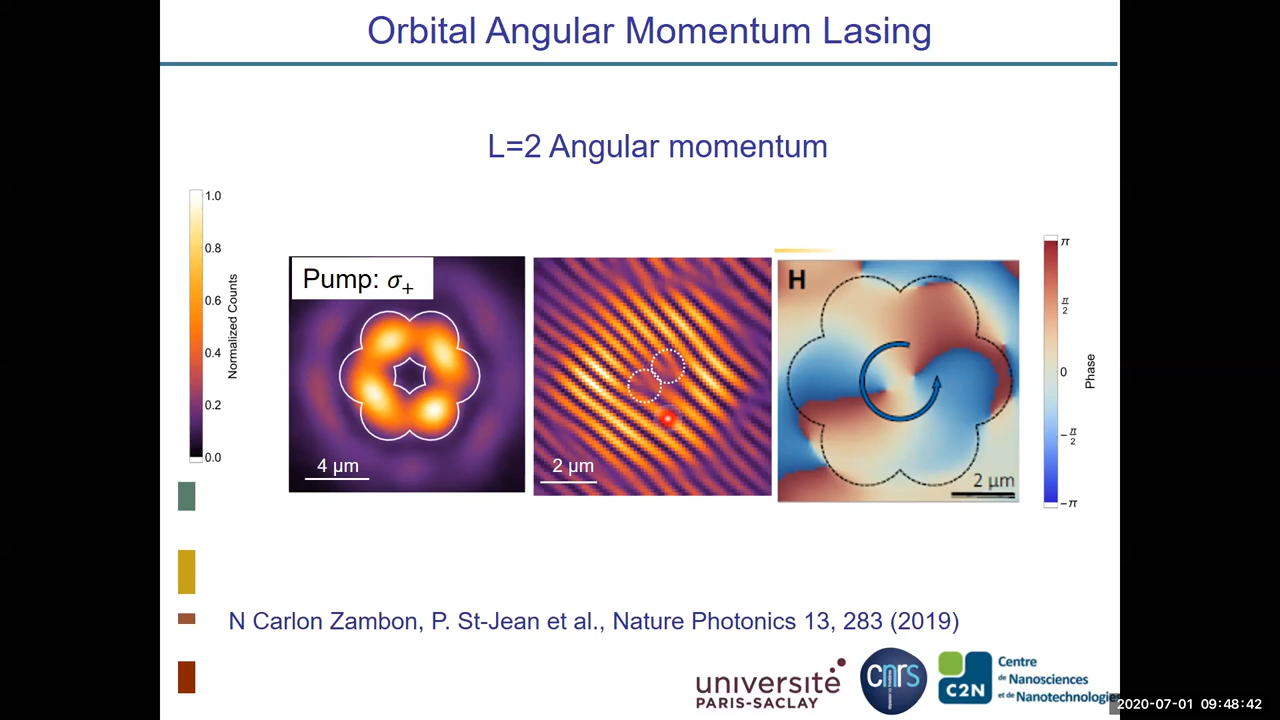 Orbital Angular Momentum Lasing
L=2 Angular momentum
1.0
0.8
0.6
0.4
0.2
0.0
Normalized Counts
Pump: σ+
4 μm
2 μm
H
2 μm
π
π/2
0
-π/2
-π
Phase
N Carlon Zambon, P. St-Jean et al., Nature Photonics 13, 283 (2019)
université
PARIS-SACLAY
cnrs
C2N
Centre
de Nanosciences
et de Nanotechnologies
2020-07-01 09:48:42